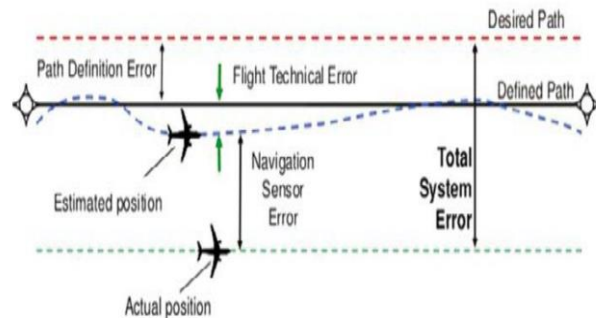 Desired Path
Path Definition Error
Flight Technical Error
Defined Path
Estimated position
Navigation
Sensor
Error
Total
System
Error
Actual position